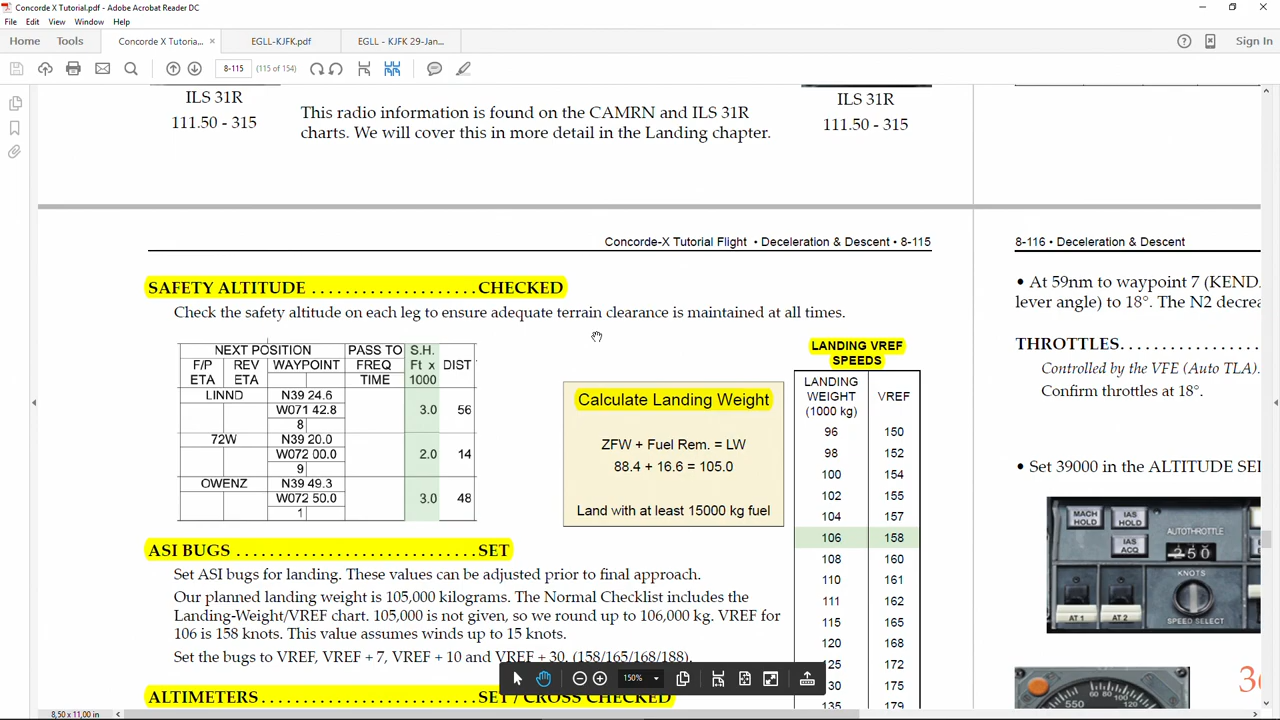 Concorde X Tutorial.pdf - Adobe Acrobat Reader DC
File Edit View Window Help
Home Tools Concorde X Tutoria... × EGLL-KJFK.pdf EGLL - KJFK 29-Jan... Sign In
8-115 (115 of 154)
ILS 31R
111.50 - 315
This radio information is found on the CAMRN and ILS 31R
charts. We will cover this in more detail in the Landing chapter.
ILS 31R
111.50 - 315
Concorde-X Tutorial Flight • Deceleration & Descent • 8-115
SAFETY ALTITUDE . . . . . . . . . . . . . . . . . . . CHECKED
Check the safety altitude on each leg to ensure adequate terrain clearance is maintained at all times.
NEXT POSITION PASS TO S.H.
F/P REV WAYPOINT FREQ Ft x DIST
ETA ETA TIME 1000
LINND N39 24.6
W071 42.8 3.0 56
8
72W N39 20.0
W072 00.0 2.0 14
9
OWENZ N39 49.3
W072 50.0 3.0 48
1
Calculate Landing Weight
ZFW + Fuel Rem. = LW
88.4 + 16.6 = 105.0
Land with at least 15000 kg fuel
LANDING VREF
SPEEDS
LANDING
WEIGHT VREF
(1000 kg)
96 150
98 152
100 154
102 155
104 157
106 158
108 160
110 161
111 162
115 165
120 168
25 172
30 175
135 179
ASI BUGS . . . . . . . . . . . . . . . . . . . . . . . . . . . SET
Set ASI bugs for landing. These values can be adjusted prior to final approach.
Our planned landing weight is 105,000 kilograms. The Normal Checklist includes the
Landing-Weight/VREF chart. 105,000 is not given, so we round up to 106,000 kg. VREF for
106 is 158 knots. This value assumes winds up to 15 knots.
Set the bugs to VREF, VREF + 7, VREF + 10 and VREF + 30. (158/165/168/188).
ALTIMETERS . . . . . . . . . . . . . . . . . . . . . . . . SET / CROSS CHECKED
150%
8-116 • Deceleration & Descent
• At 59nm to waypoint 7 (KENDA
lever angle) to 18°. The N2 decrea
THROTTLES . . . . . . . . . . . . . . . . . .
Controlled by the VFE (Auto TLA).
Confirm throttles at 18°.
• Set 39000 in the ALTITUDE SEL
MACH HOLD
IAS HOLD
IAS ACQ
AUTOTHROTTLE
250
KNOTS
AT 1
AT 2
SPEED SELECT
550
60 80 100 120
3
8,50 x 11,00 in